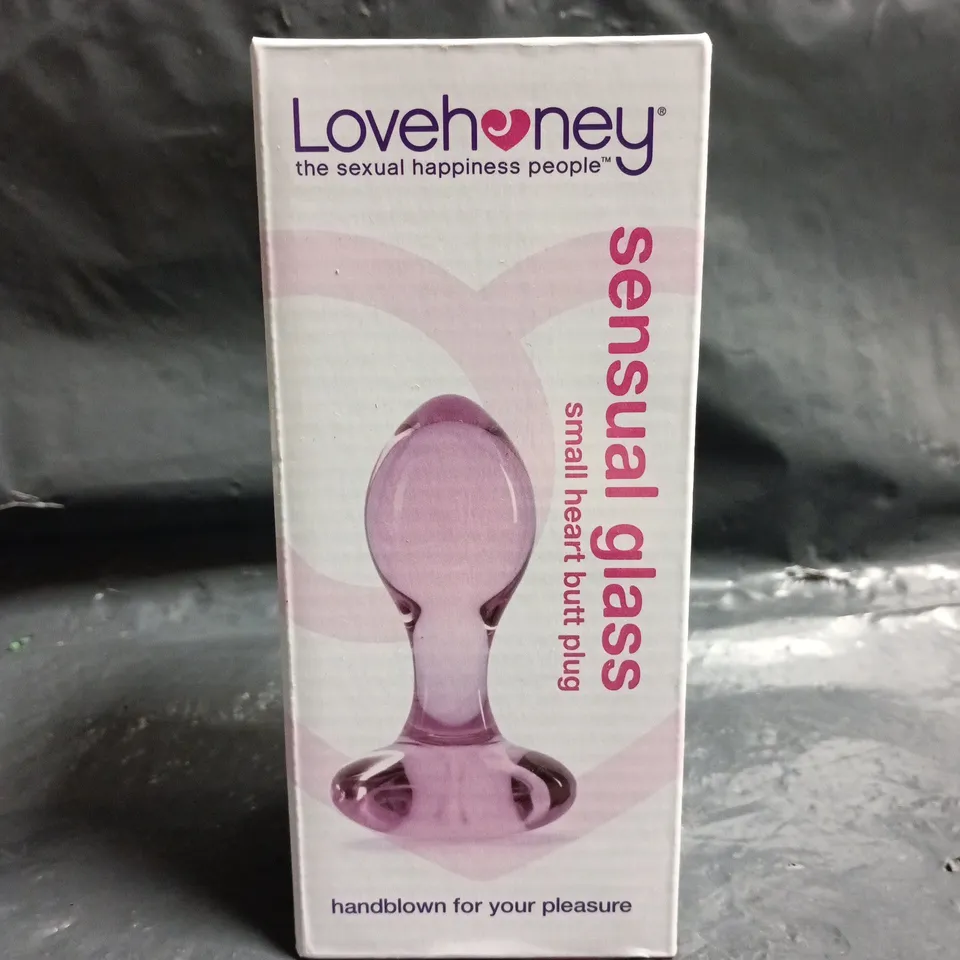 Lovehoney®
the sexual happiness people™
sensual glass
small heart butt plug
handblown for your pleasure